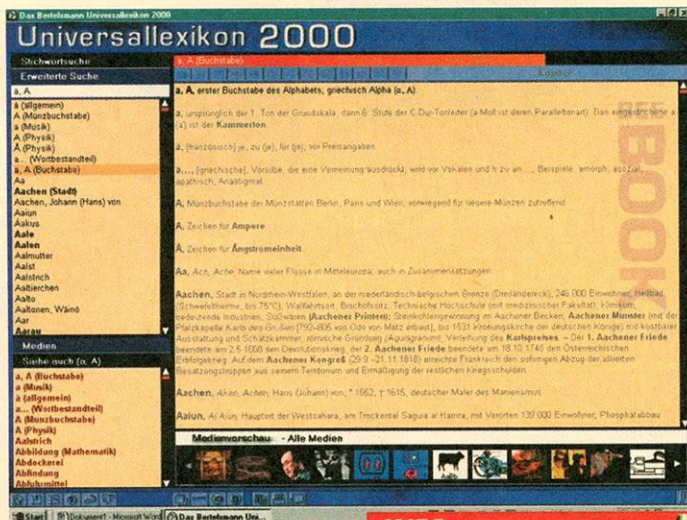 Das Bertelsmann Universallexikon 2000
Universallexikon 2000
Stichwortsuche
Erweiterte Suche
a, A
à (allgemein)
A (Münzbuchstabe)
a (Musik)
A (Physik)
Å (Physik)
a... (Wortbestandteil)
a, A (Buchstabe)
Aa
Aachen (Stadt)
Aachen, Johann (Hans) von
Aaiun
Äakus
Aale
Aalen
Aalmutter
Aalst
Aalstrich
Aaltierchen
Aalto
Aaltonen, Wäinö
Aar
Aarau
Medien
Siehe auch (α, A)
a, A (Buchstabe)
a (Musik)
à (allgemein)
a... (Wortbestandteil)
A (Münzbuchstabe)
A (Physik)
Aalstrich
Abbildung (Mathematik)
Abdeckerei
Abfindung
Abführmittel
a, A (Buchstabe)
a, A, erster Buchstabe des Alphabets, griechisch Alpha (α, A).
a, ursprünglich der 1. Ton der Grundskala, dann 6. Stufe der C-Dur-Tonleiter (a-Moll ist deren Paralleltonart). Das eingestrichene a
(a) ist der Kammerton.
à, [französisch] je, zu (je), für (je), vor Preisangaben.
a..., [griechische], Vorsilbe, die eine Verneinung ausdrückt; wird vor Vokalen und h zu an...; Beispiele: amorph, asozial,
apathisch, Anastigmat.
A, Münzbuchstabe der Münzstätten Berlin, Paris und Wien, vorwiegend für neuere Münzen zutreffend.
A, Zeichen für Ampere
Å, Zeichen für Ångströmeinheit.
Aa, Ach, Ache, Name vieler Flüsse in Mitteleuropa; auch in Zusammensetzungen.
Aachen, Stadt in Nordrhein-Westfalen, an der niederländisch-belgischen Grenze (Dreiländereck), 246 000 Einwohner; Heilbad
(Schwefeltherme, bis 75°C); Wallfahrtsort, Bischofssitz, Technische Hochschule (mit medizinischer Fakultät), Klinikum,
bedeutende Industrien; Süßwaren (Aachener Printen); Steinkohlengewinnung im Aachener Becken, Aachener Münster (mit der
Pfalzkapelle Karls des Großen [792-805 von Odo von Metz erbaut], bis 1531 Krönungskirche der deutschen Könige) mit kostbarer
Ausstattung und Schatzkammer; römische Gründung (Aquisgranum); Verleihung des Karlspreises. – Der 1. Aachener Friede
beendete am 2.5.1668 den Devolutionskrieg, der 2. Aachener Friede beendete am 18.10.1748 den Österreichischen
Erbfolgekrieg. Auf dem Aachener Kongreß (29.9.-21.11.1818) erreichte Frankreich den sofortigen Abzug der alliierten
Besatzungstruppen aus seinem Territorium und Ermäßigung der restlichen Kriegsschulden.
Aachen, Aken, Achen, Hans (Johann) von, * 1552, † 1615, deutscher Maler des Manierismus.
Aaiun, Al Aiun, Hauptort der Westsahara, am Trockental Saguia al Hamra, mit Vororten 139 000 Einwohner; Phosphatabbau.
BOOK
Medienvorschau - Alle Medien
Start
Dokument1 - Microsoft Word
Das Bertelsmann Uni...